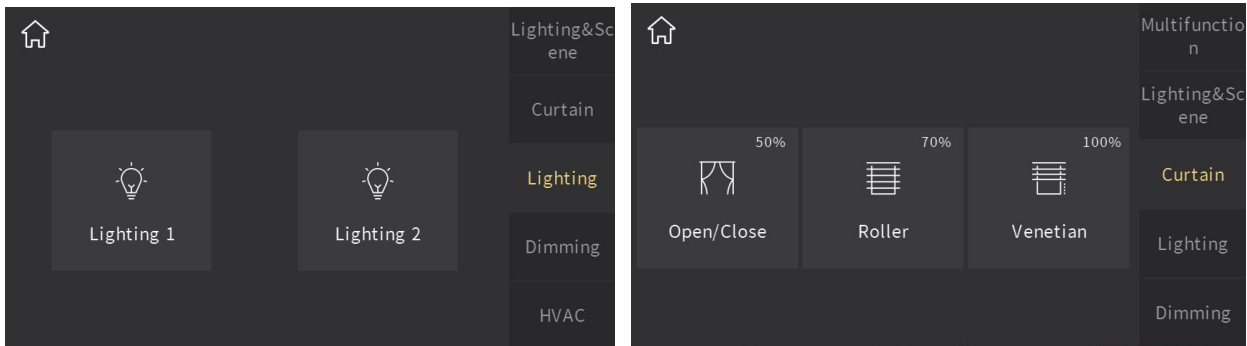 Lighting&Sc
ene
Curtain
Lighting
Lighting 1
Lighting 2
Dimming
HVAC
Multifunctio
n
Lighting&Sc
ene
50%
70%
100%
Curtain
Open/Close
Roller
Venetian
Lighting
Dimming